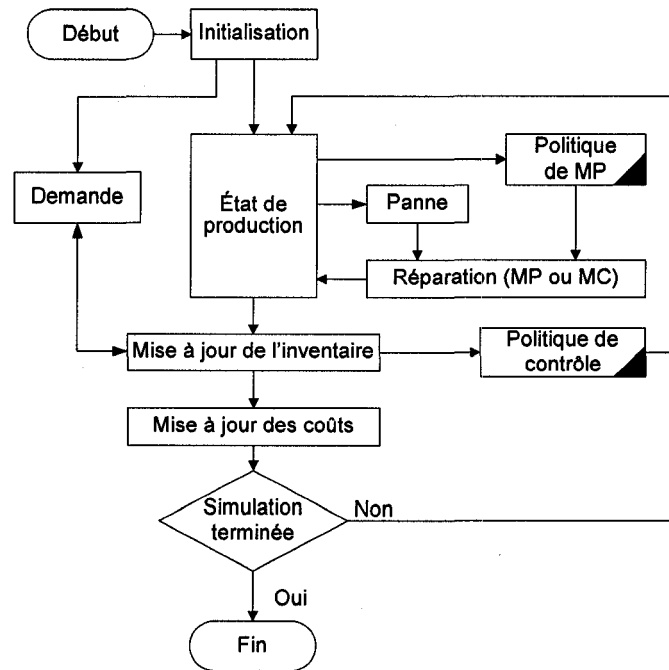 Début
Initialisation
Demande
État de
production
Politique
de MP
Panne
Réparation (MP ou MC)
Mise à jour de l'inventaire
Politique de
contrôle
Mise à jour des coûts
Simulation
terminée
Non
Oui
Fin